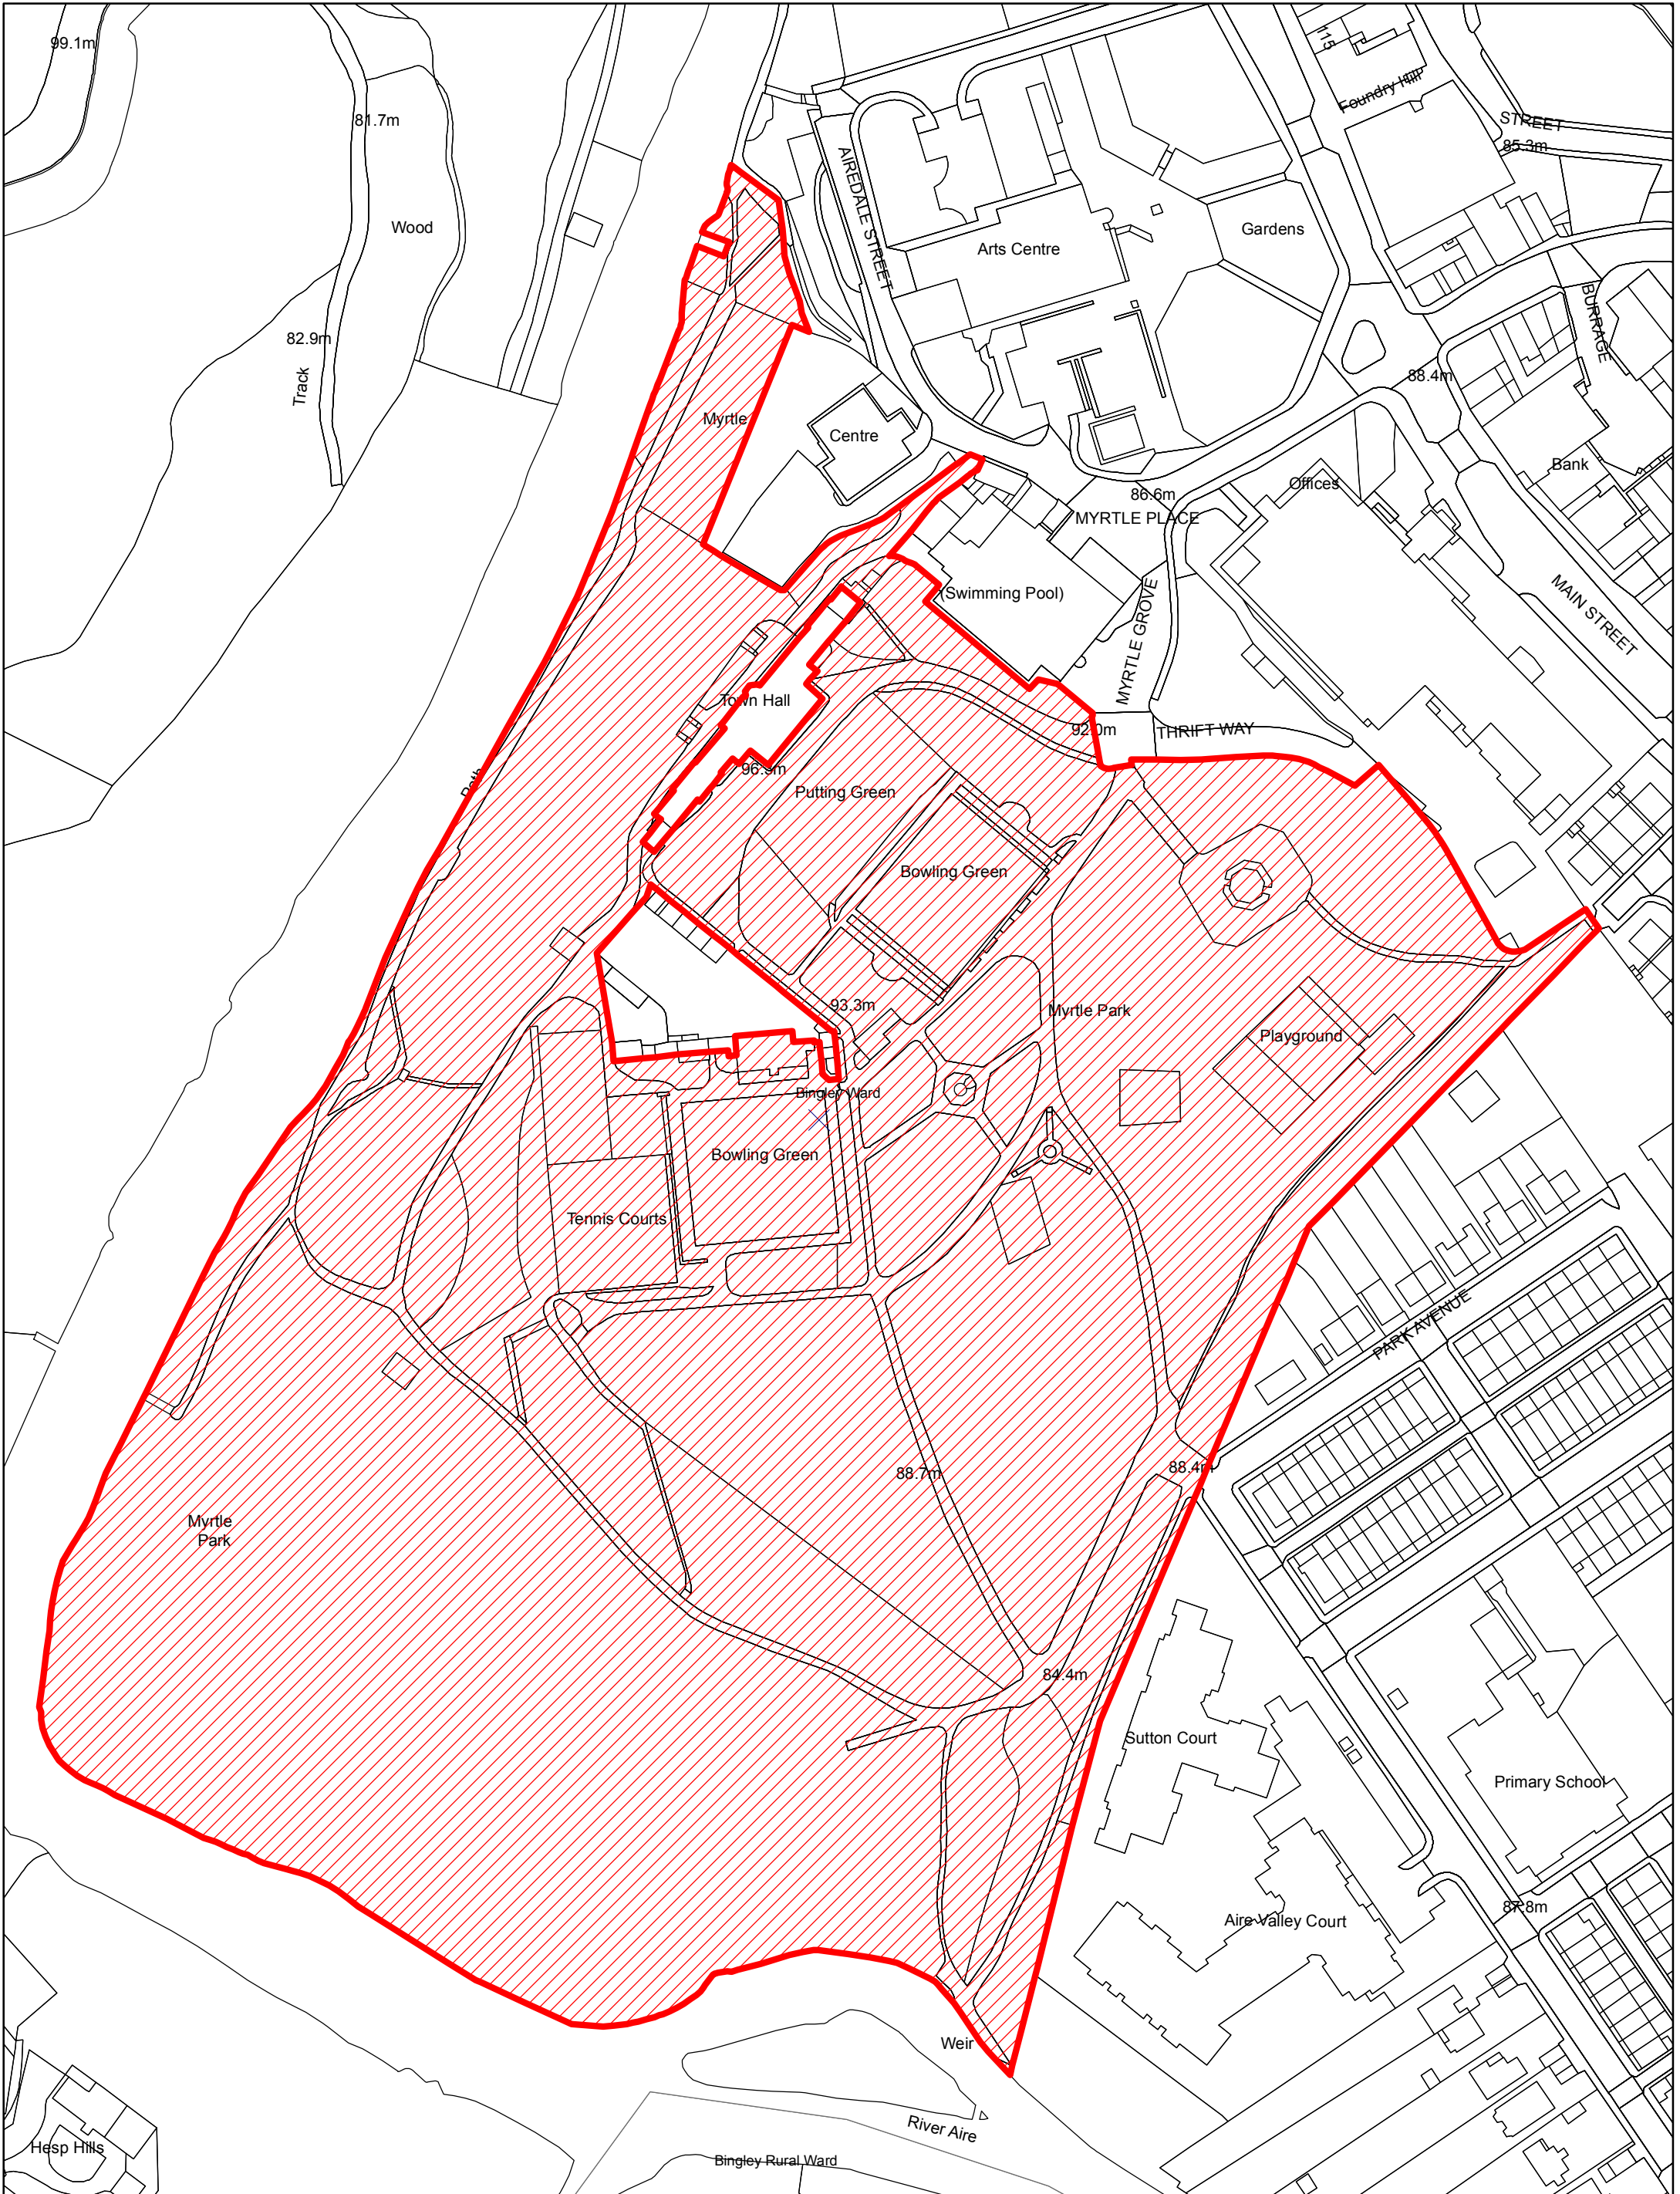 99.1m
115
Foundry Hill
81.7m
STREET
85.3m
AIREDALE STREET
Wood
Gardens
Arts Centre
BURRAGE
82.9m
Track
88.4m
Myrtle
Centre
Bank
Offices
86.6m
MYRTLE PLACE
(Swimming Pool)
MAIN STREET
MYRTLE GROVE
Town Hall
92.0m
THRIFT WAY
96.9m
Path
Putting Green
Bowling Green
93.3m
Myrtle Park
Playground
Bingley Ward
Bowling Green
Tennis Courts
PARK AVENUE
88.7m
88.4m
Myrtle
Park
84.4m
Sutton Court
Primary School
87.8m
Aire Valley Court
Weir
River Aire
Hesp Hills
Bingley Rural Ward